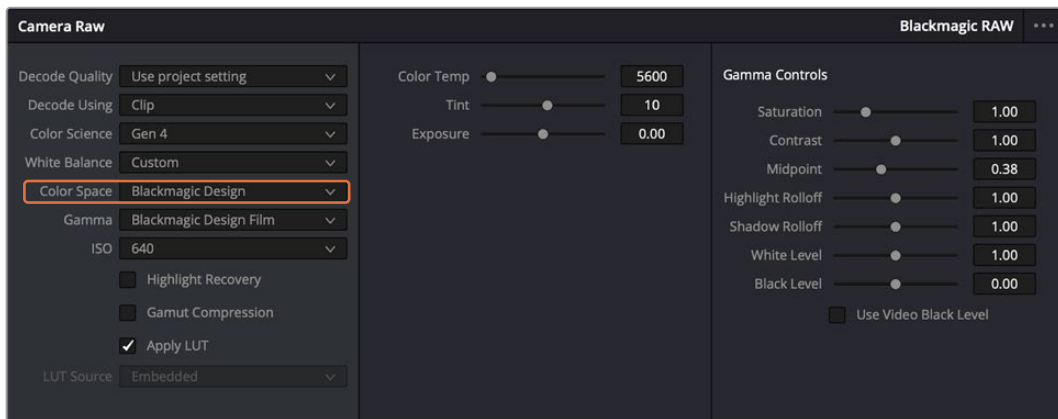 Camera Raw
Blackmagic RAW
Decode Quality Use project setting
Decode Using Clip
Color Science Gen 4
White Balance Custom
Color Space Blackmagic Design
Gamma Blackmagic Design Film
ISO 640
Highlight Recovery
Gamut Compression
Apply LUT
LUT Source Embedded
Color Temp 5600
Tint 10
Exposure 0.00
Gamma Controls
Saturation 1.00
Contrast 1.00
Midpoint 0.38
Highlight Rolloff 1.00
Shadow Rolloff 1.00
White Level 1.00
Black Level 0.00
Use Video Black Level